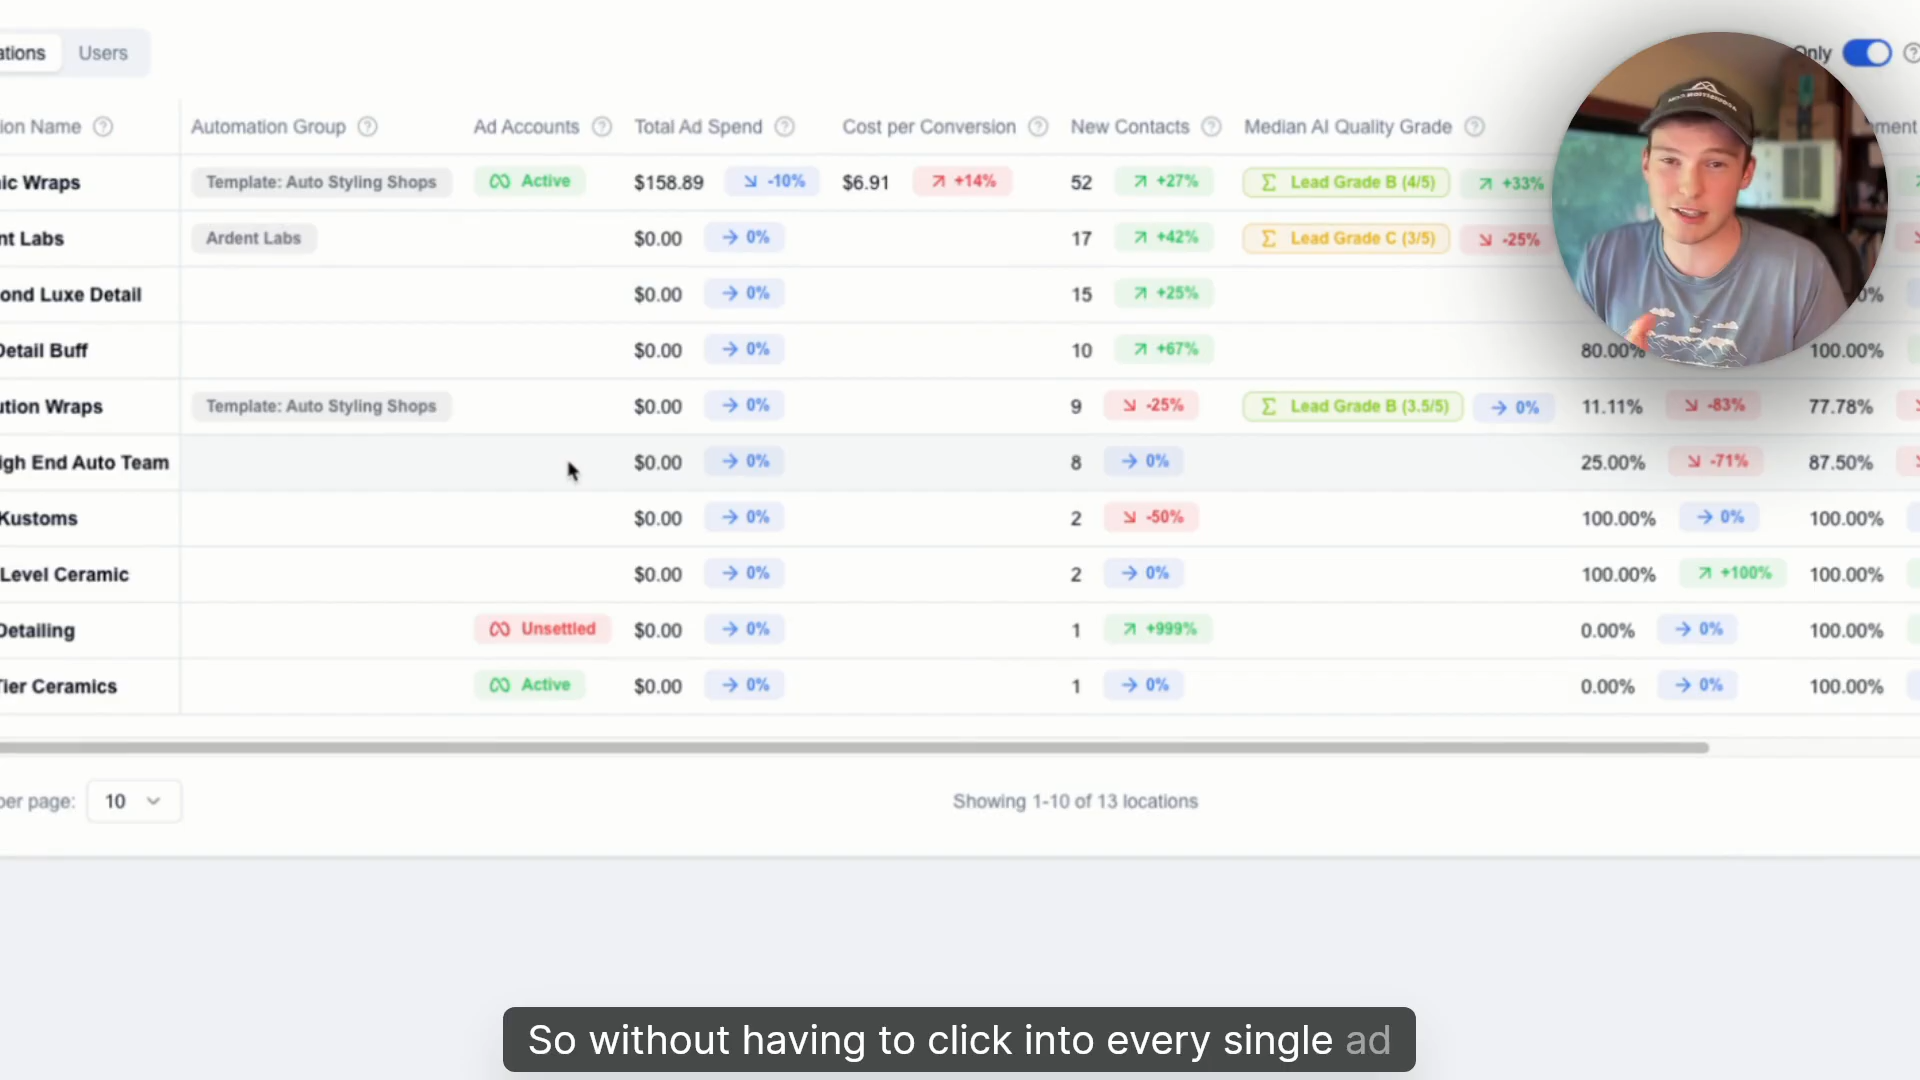 ations Users Only
ion Name Automation Group Ad Accounts Total Ad Spend Cost per Conversion New Contacts Median AI Quality Grade ment
ic Wraps Template: Auto Styling Shops Active $158.89 -10% $6.91 +14% 52 +27% Lead Grade B (4/5) +33%
nt Labs Ardent Labs $0.00 0% 17 +42% Lead Grade C (3/5) -25%
ond Luxe Detail $0.00 0% 15 +25% 0%
Detail Buff $0.00 0% 10 +67% 80.00% 100.00%
ution Wraps Template: Auto Styling Shops $0.00 0% 9 -25% Lead Grade B (3.5/5) 0% 11.11% -83% 77.78%
igh End Auto Team $0.00 0% 8 0% 25.00% -71% 87.50%
Kustoms $0.00 0% 2 -50% 100.00% 0% 100.00%
Level Ceramic $0.00 0% 2 0% 100.00% +100% 100.00%
Detailing Unsettled $0.00 0% 1 +999% 0.00% 0% 100.00%
Tier Ceramics Active $0.00 0% 1 0% 0.00% 0% 100.00%
per page: 10 Showing 1-10 of 13 locations
So without having to click into every single ad